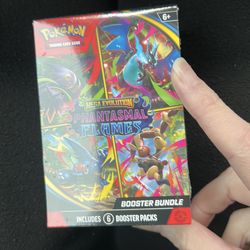 POKÉMON
TRADING CARD GAME
6+
MEGA EVOLUTION
PHANTASMAL
FLAMES
BOOSTER BUNDLE
INCLUDES 6 BOOSTER PACKS